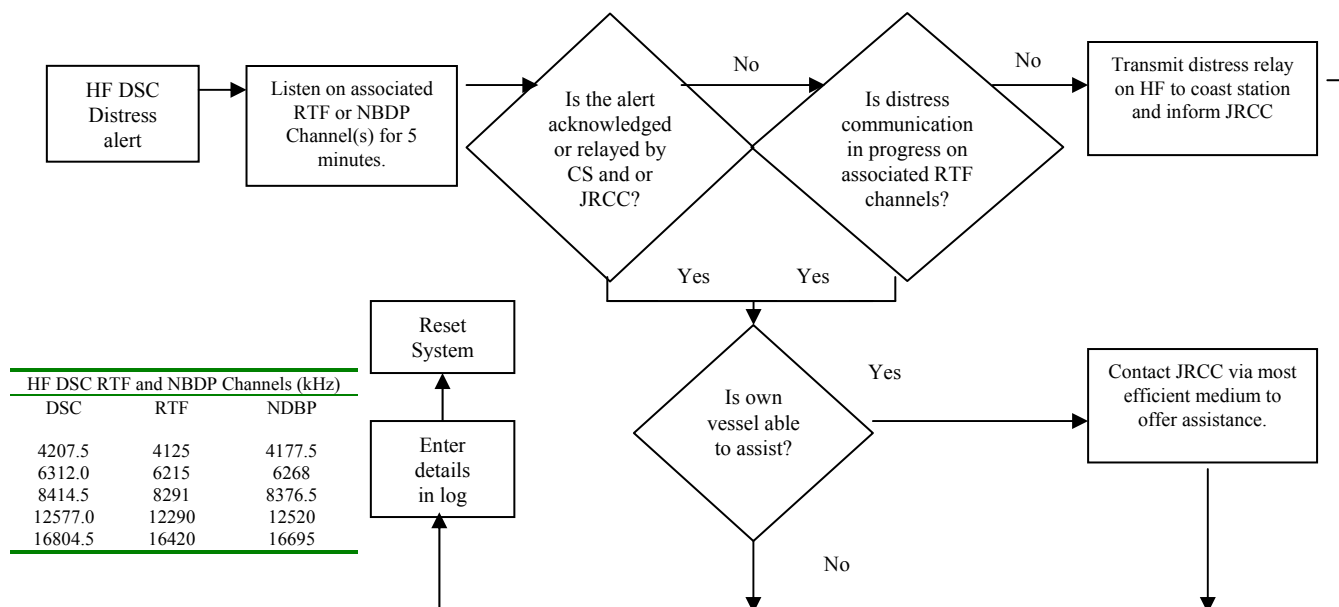 HF DSC
Distress
alert
Listen on associated
RTF or NBDP
Channel(s) for 5
minutes.
Is the alert
acknowledged
or relayed by
CS and or
JRCC?
No
Is distress
communication
in progress on
associated RTF
channels?
No
Transmit distress relay
on HF to coast station
and inform JRCC
Yes
Yes
Reset
System
HF DSC RTF and NBDP Channels (kHz)
DSC RTF NDBP
4207.5 4125 4177.5
6312.0 6215 6268
8414.5 8291 8376.5
12577.0 12290 12520
16804.5 16420 16695
Enter
details
in log
Is own
vessel able
to assist?
Yes
Contact JRCC via most
efficient medium to
offer assistance.
No